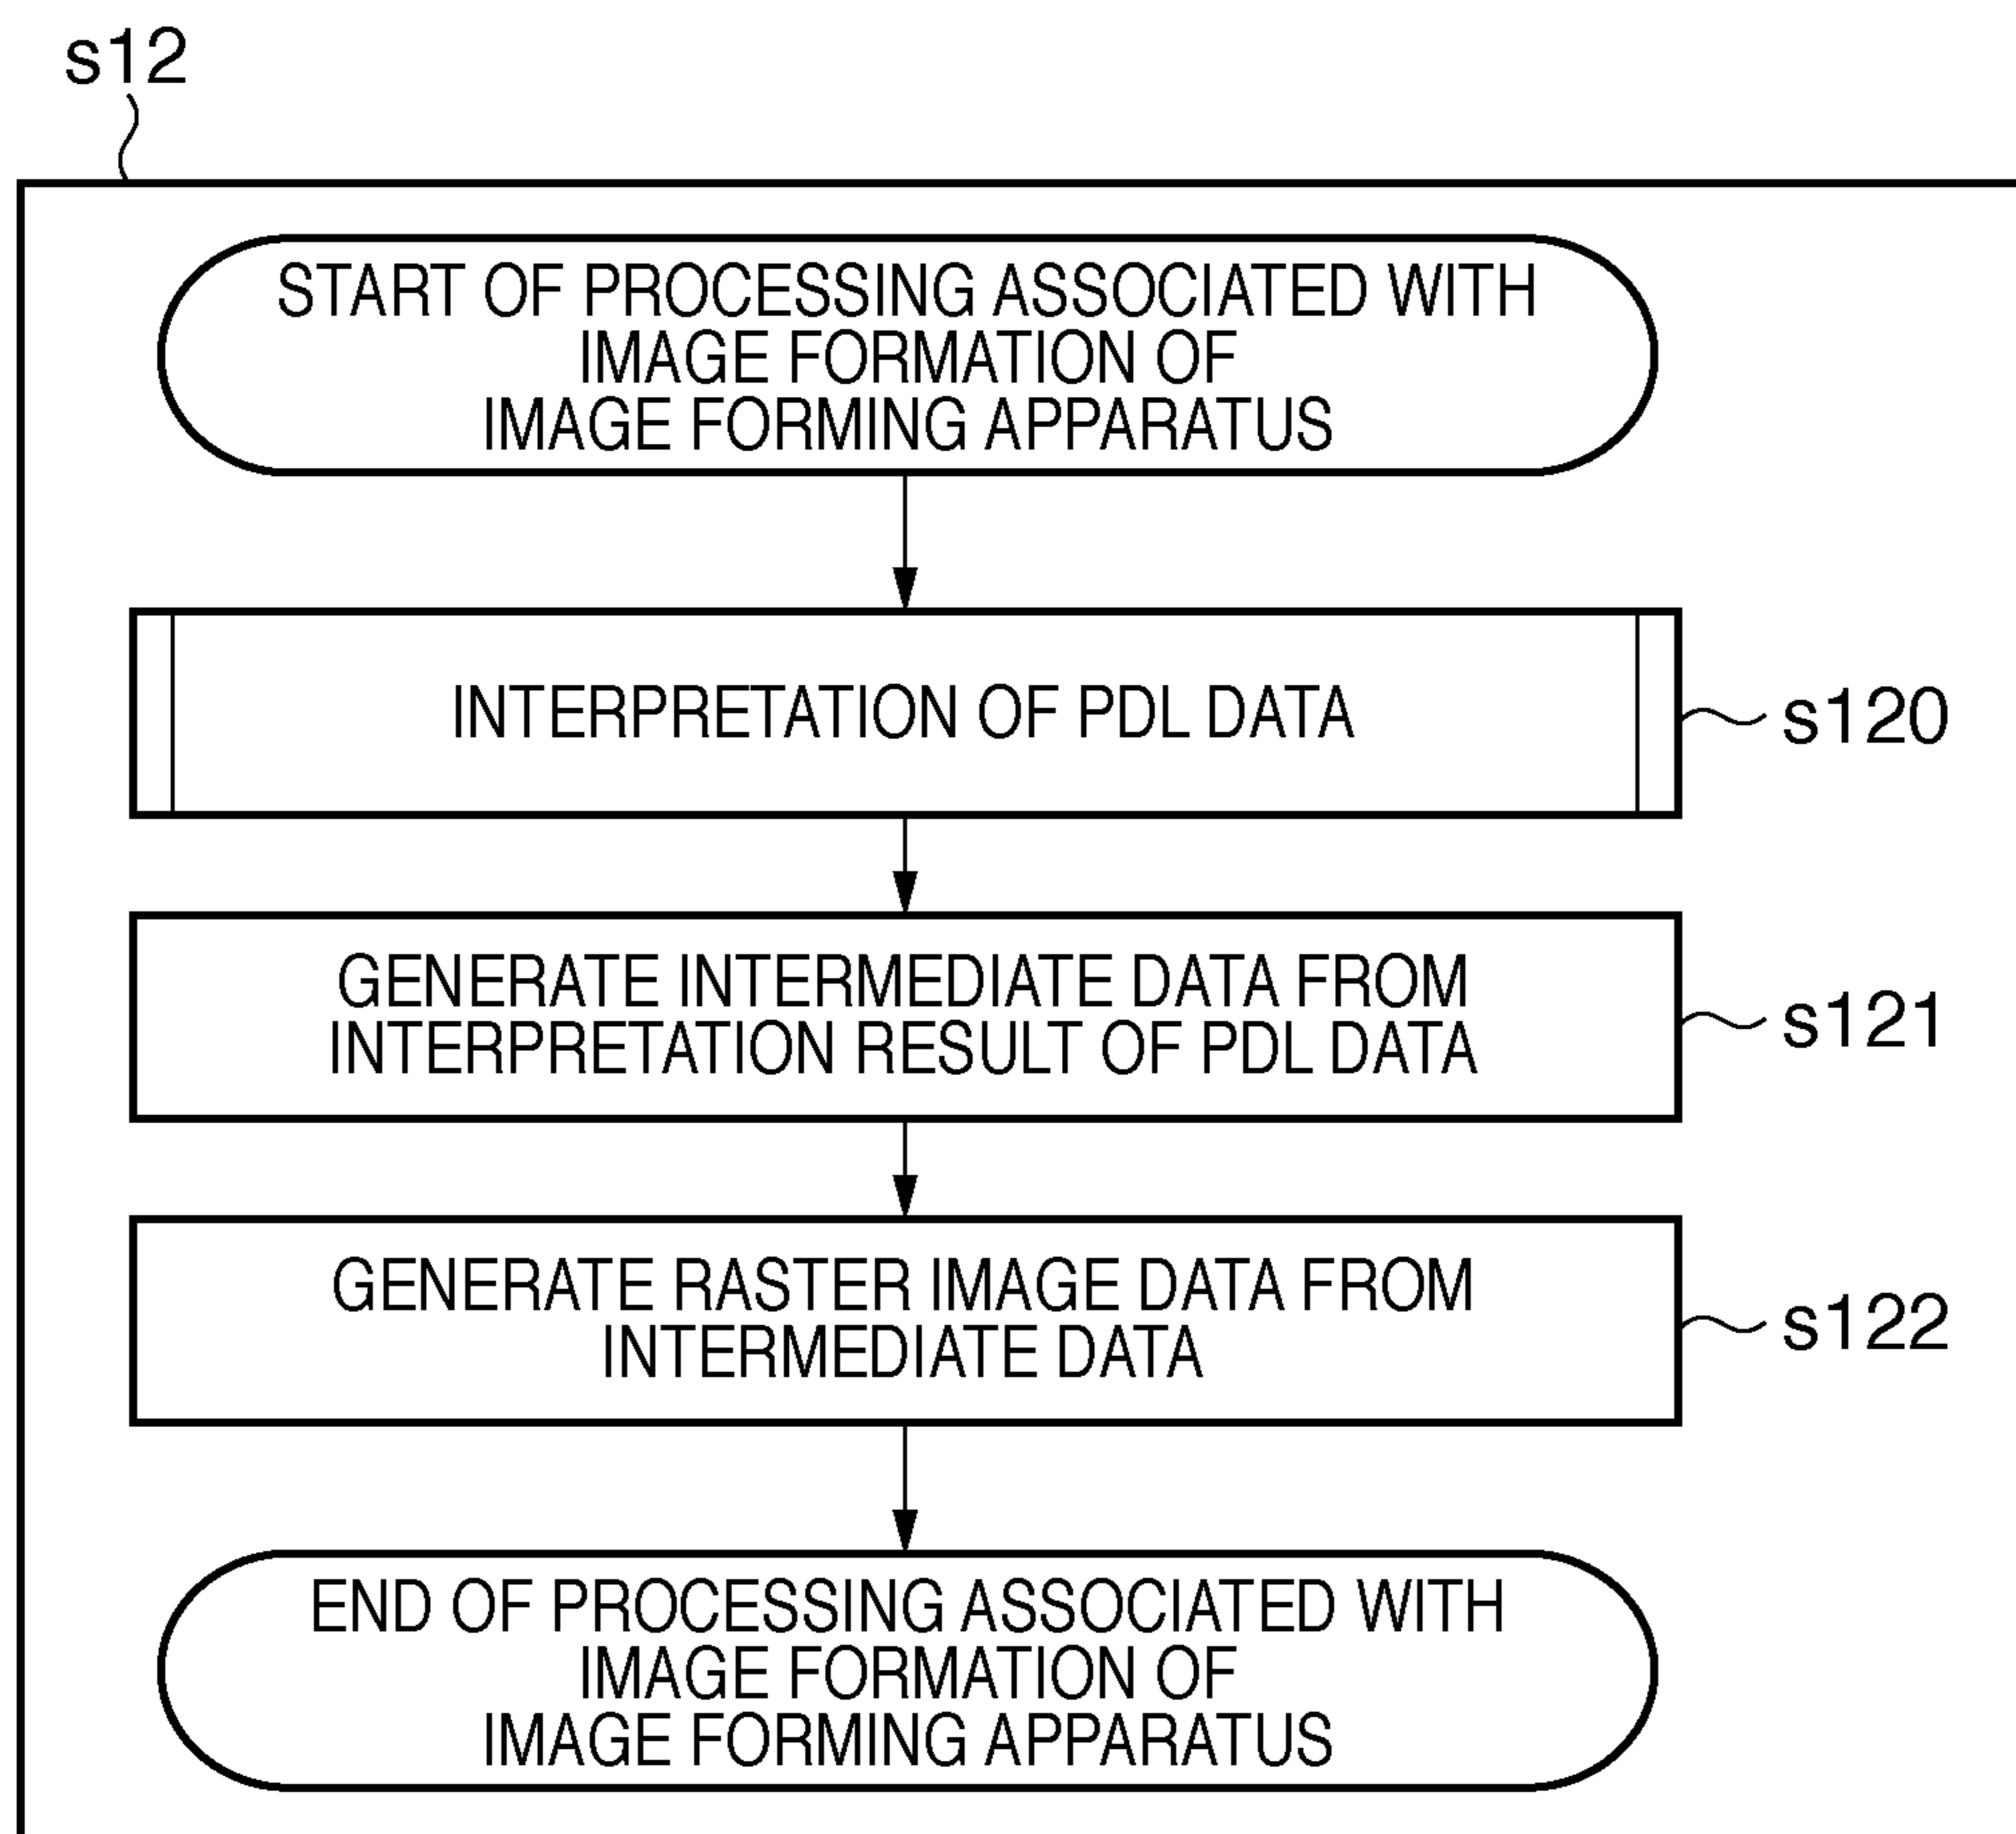 s12
START OF PROCESSING ASSOCIATED WITH
IMAGE FORMATION OF
IMAGE FORMING APPARATUS
INTERPRETATION OF PDL DATA
s120
GENERATE INTERMEDIATE DATA FROM
INTERPRETATION RESULT OF PDL DATA
s121
GENERATE RASTER IMAGE DATA FROM
INTERMEDIATE DATA
s122
END OF PROCESSING ASSOCIATED WITH
IMAGE FORMATION OF
IMAGE FORMING APPARATUS